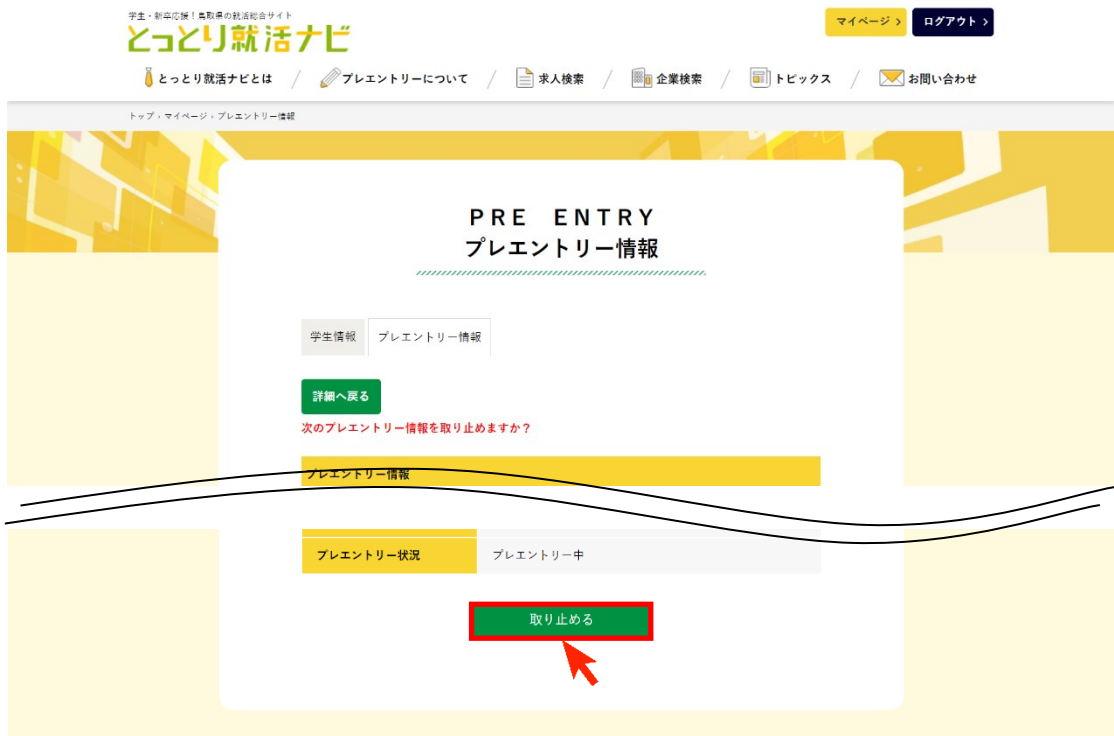 学生・新卒応援！鳥取県の就活総合サイト
とっとり就活ナビ
マイページ ›
ログアウト ›
とっとり就活ナビとは / プレエントリーについて / 求人検索 / 企業検索 / トピックス / お問い合わせ
トップ › マイページ › プレエントリー情報
PRE ENTRY
プレエントリー情報
学生情報
プレエントリー情報
詳細へ戻る
次のプレエントリー情報を取り止めますか？
プレエントリー情報
プレエントリー状況
プレエントリー中
取り止める